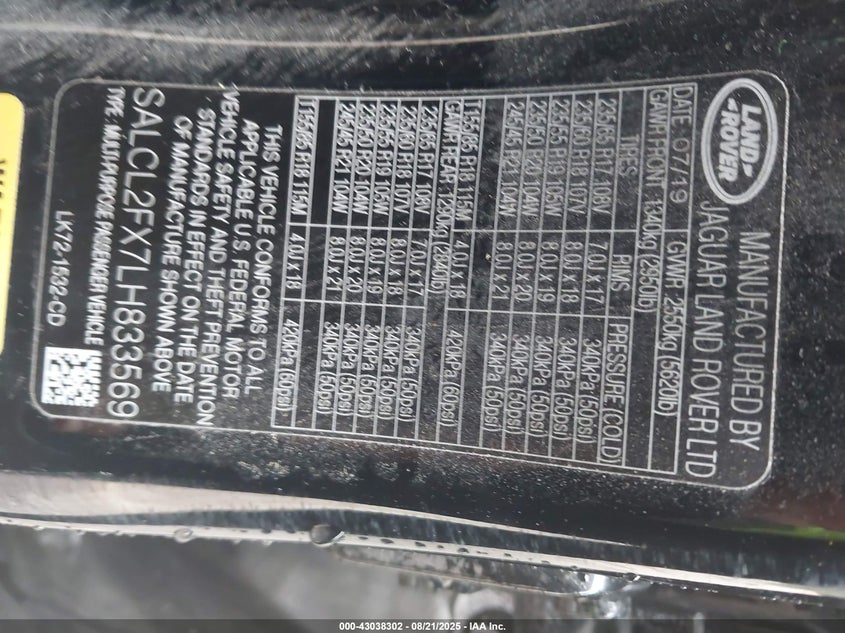 LAND
ROVER
MANUFACTURED BY
JAGUAR LAND ROVER LTD
DATE: 07/19 GVWR 2550kg (5620lb)
GAWR FRONT 1340kg (2950lb)
TIRES RIMS PRESSURE (COLD)
235/65 R17 108V 7.0J x 17 340kPa (50psi)
235/60 R18 107V 8.0J x 18 340kPa (50psi)
235/55 R19 105W 8.0J x 19 340kPa (50psi)
235/50 R20 104W 8.0J x 20 340kPa (50psi)
245/45 R21 104W 8.0J x 21 340kPa (50psi)
T155/85 R18 115M 4.0J x 18 420kPa (60psi)
GAWR REAR 1290kg (2840lb)
235/65 R17 108V 7.0J x 17 340kPa (50psi)
235/60 R18 107V 8.0J x 18 340kPa (50psi)
235/55 R19 105W 8.0J x 19 340kPa (50psi)
235/50 R20 104W 8.0J x 20 340kPa (50psi)
245/45 R21 104W 8.0J x 21 340kPa (50psi)
T155/85 R18 115M 4.0J x 18 420kPa (60psi)
THIS VEHICLE CONFORMS TO ALL
APPLICABLE U.S. FEDERAL MOTOR
VEHICLE SAFETY AND THEFT PREVENTION
STANDARDS IN EFFECT ON THE DATE
OF MANUFACTURE SHOWN ABOVE
SALCL2FX7LH833569
TYPE: MULTI-PURPOSE PASSENGER VEHICLE
LK72-1532-CD
000-43038302 - 08/21/2025 - IAA Inc.